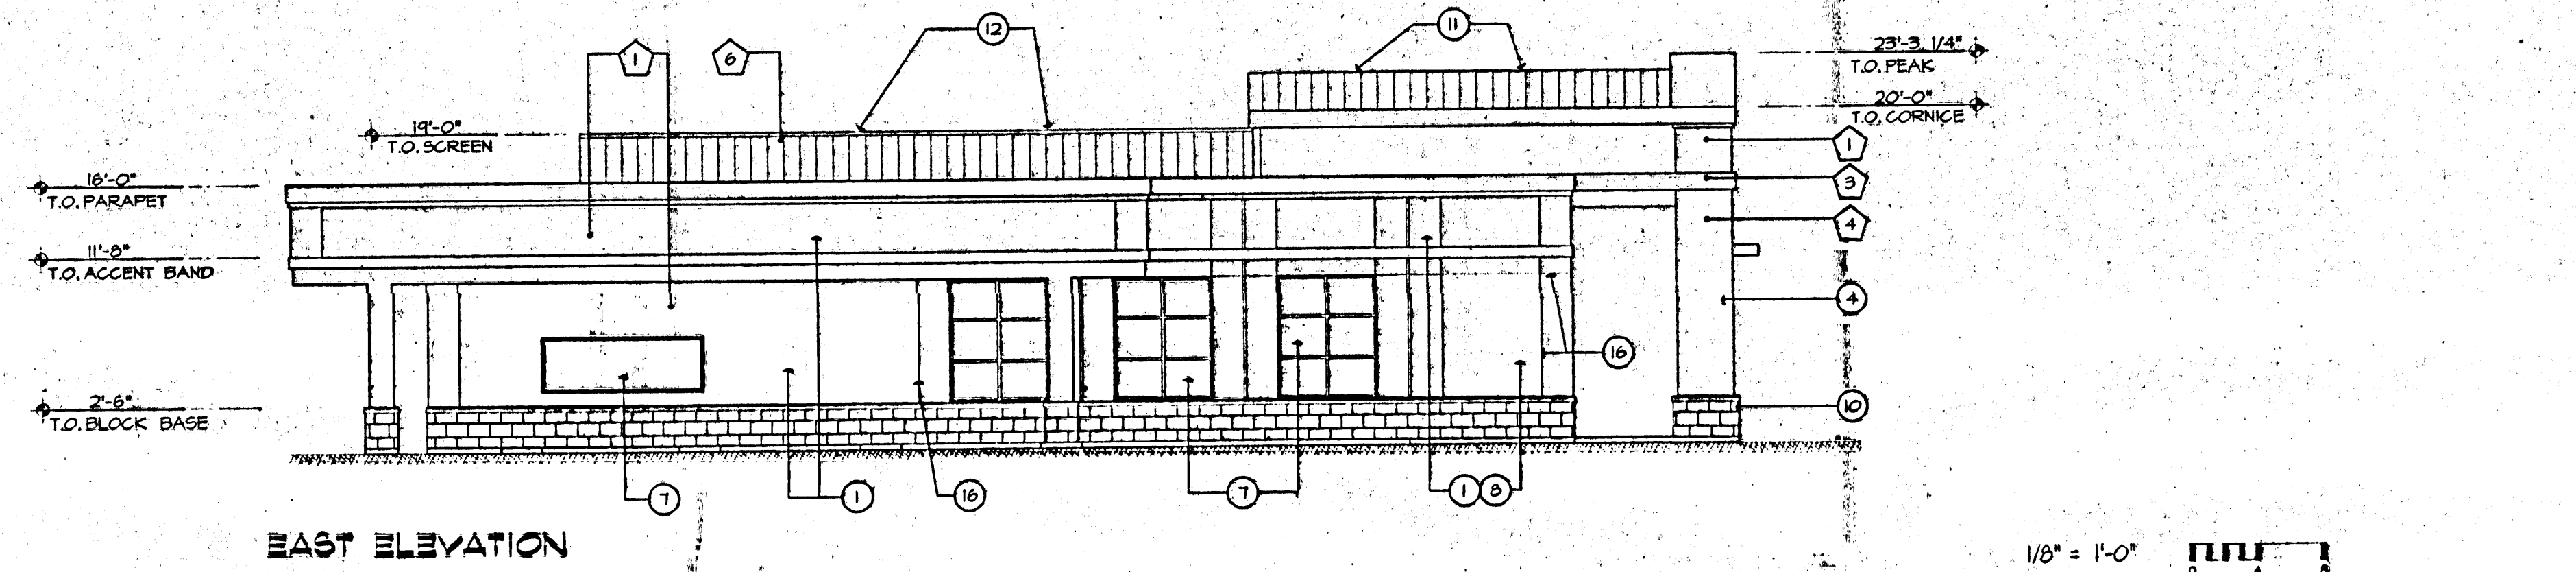 12
11
1
6
23'-3 1/4"
T.O. PEAK
20'-0"
T.O. CORNICE
19'-0"
T.O. SCREEN
1
16'-0"
T.O. PARAPET
3
4
11'-8"
T.O. ACCENT BAND
4
16
2'-6"
T.O. BLOCK BASE
10
7
1
16
7
1
8
EAST ELEVATION
1/8" = 1'-0"